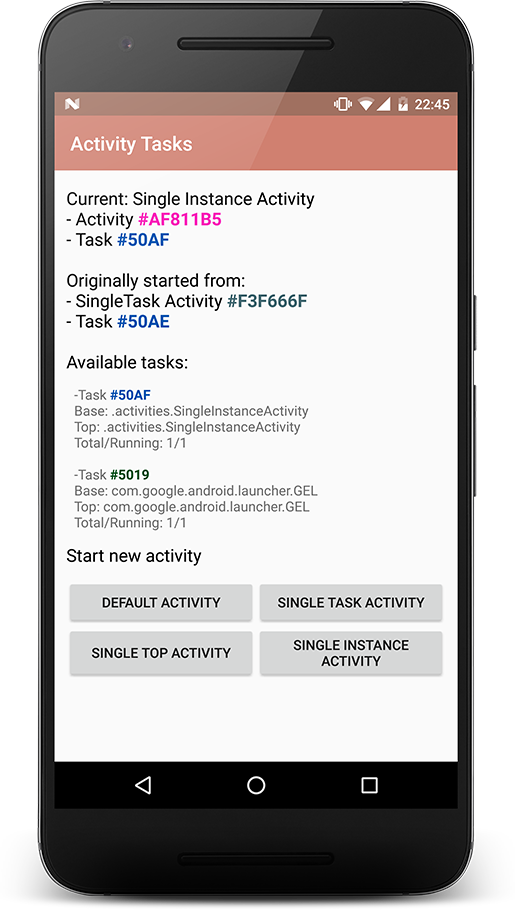 22:45
Activity Tasks
Current: Single Instance Activity
- Activity #AF811B5
- Task #50AF
Originally started from:
- SingleTask Activity #F3F666F
- Task #50AE
Available tasks:
-Task #50AF
Base: .activities.SingleInstanceActivity
Top: .activities.SingleInstanceActivity
Total/Running: 1/1
-Task #5019
Base: com.google.android.launcher.GEL
Top: com.google.android.launcher.GEL
Total/Running: 1/1
Start new activity
DEFAULT ACTIVITY
SINGLE TASK ACTIVITY
SINGLE TOP ACTIVITY
SINGLE INSTANCE
ACTIVITY